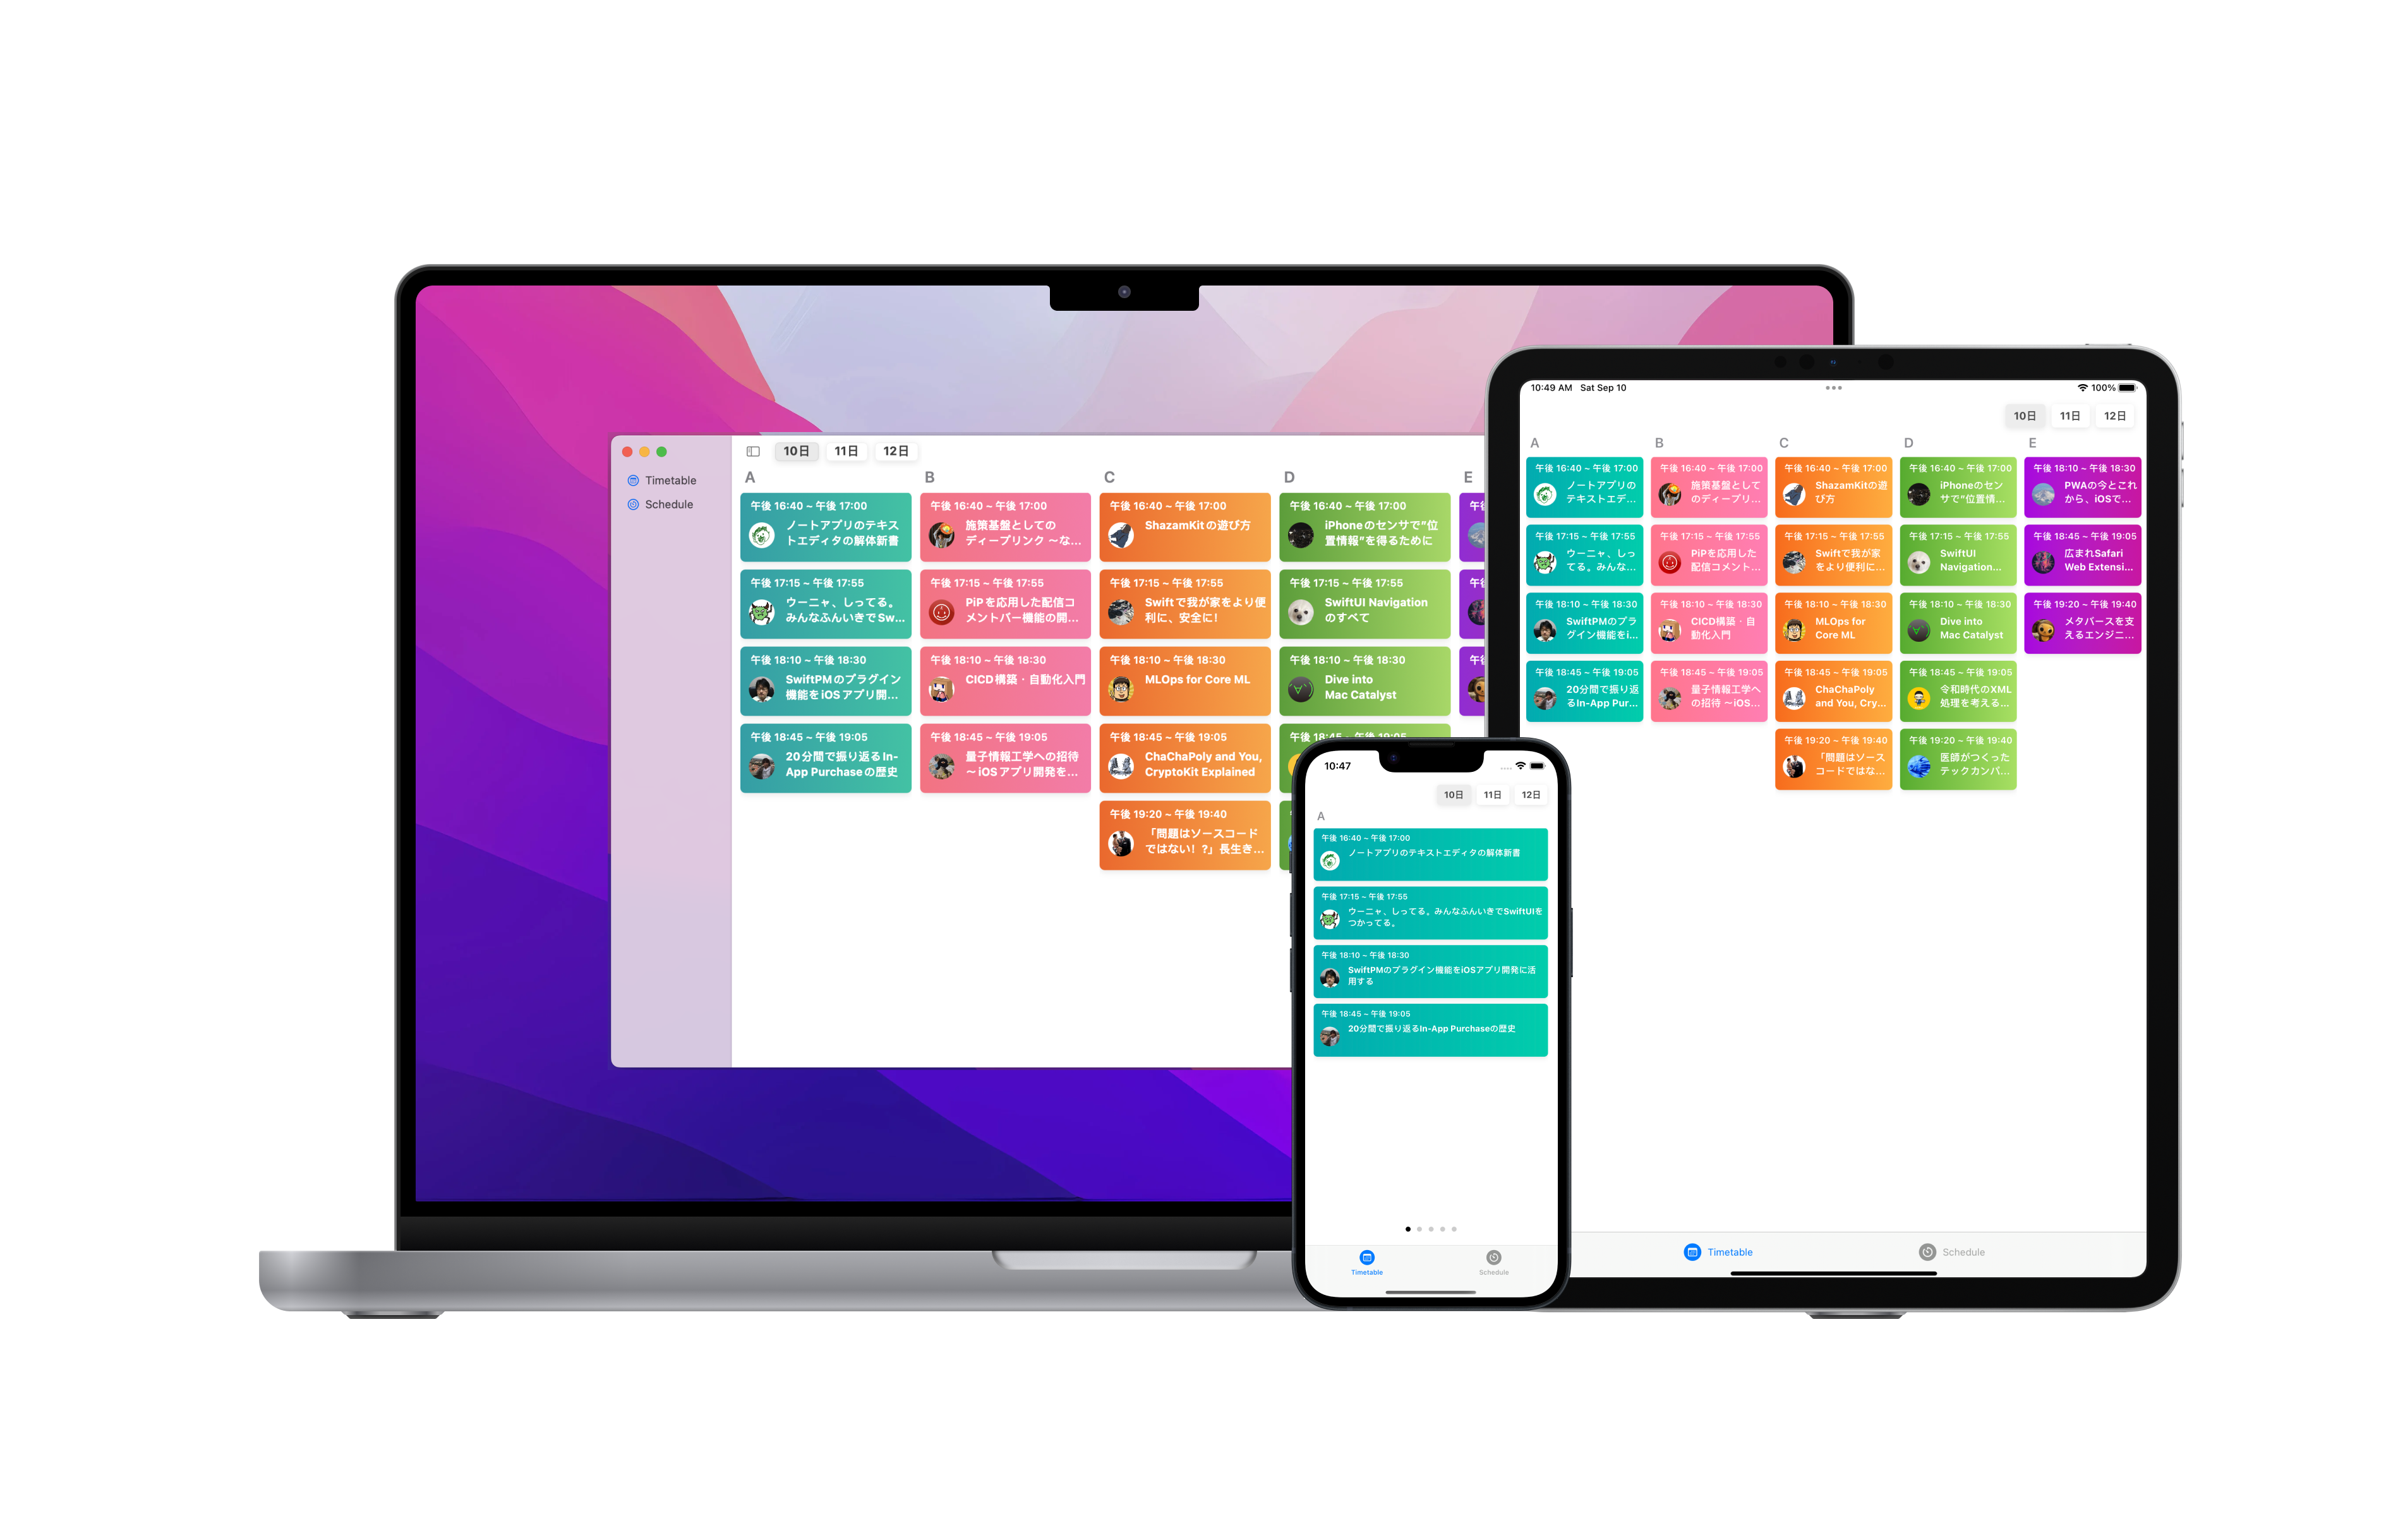 Timetable
Schedule
10日 11日 12日
A
午後 16:40 ~ 午後 17:00
ノートアプリのテキス
トエディタの解体新書
午後 17:15 ~ 午後 17:55
ウーニャ、しってる。
みんなふんいきでSw...
午後 18:10 ~ 午後 18:30
SwiftPMのプラグイン
機能をiOSアプリ開...
午後 18:45 ~ 午後 19:05
20分間で振り返るIn-
App Purchaseの歴史
B
午後 16:40 ~ 午後 17:00
施策基盤としての
ディープリンク 〜な...
午後 17:15 ~ 午後 17:55
PiPを応用した配信コ
メントバー機能の開...
午後 18:10 ~ 午後 18:30
CICD構築・自動化入門
午後 18:45 ~ 午後 19:05
量子情報工学への招待
〜iOSアプリ開発を...
C
午後 16:40 ~ 午後 17:00
ShazamKitの遊び方
午後 17:15 ~ 午後 17:55
Swiftで我が家をより便
利に、安全に!
午後 18:10 ~ 午後 18:30
MLOps for Core ML
午後 18:45 ~ 午後 19:05
ChaChaPoly and You,
CryptoKit Explained
午後 19:20 ~ 午後 19:40
「問題はソースコード
ではない!?」長生き...
D
午後 16:40 ~ 午後 17:00
iPhoneのセンサで"位
置情報"を得るために
午後 17:15 ~ 午後 17:55
SwiftUI Navigation
のすべて
午後 18:10 ~ 午後 18:30
Dive into
Mac Catalyst
午後 18:45 ~ 午後 19:05
E
10:49 AM Sat Sep 10
100%
10日 11日 12日
A
午後 16:40 ~ 午後 17:00
ノートアプリの
テキストエデ...
午後 17:15 ~ 午後 17:55
ウーニャ、しっ
てる。みんな...
午後 18:10 ~ 午後 18:30
SwiftPMのプラ
グイン機能をi...
午後 18:45 ~ 午後 19:05
20分間で振り返
るIn-App Pur...
B
午後 16:40 ~ 午後 17:00
施策基盤として
のディープリ...
午後 17:15 ~ 午後 17:55
PiPを応用した
配信コメント...
午後 18:10 ~ 午後 18:30
CICD構築・自
動化入門
午後 18:45 ~ 午後 19:05
量子情報工学へ
の招待 〜iOS...
C
午後 16:40 ~ 午後 17:00
ShazamKitの遊
び方
午後 17:15 ~ 午後 17:55
Swiftで我が家
をより便利に...
午後 18:10 ~ 午後 18:30
MLOps for
Core ML
午後 18:45 ~ 午後 19:05
ChaChaPoly
and You, Cry...
午後 19:20 ~ 午後 19:40
「問題はソース
コードではな...
D
午後 16:40 ~ 午後 17:00
iPhoneのセン
サで"位置情...
午後 17:15 ~ 午後 17:55
SwiftUI
Navigation...
午後 18:10 ~ 午後 18:30
Dive into
Mac Catalyst
午後 18:45 ~ 午後 19:05
令和時代のXML
処理を考える...
午後 19:20 ~ 午後 19:40
医師がつくった
テックカンパ...
E
午後 18:10 ~ 午後 18:30
PWAの今とこれ
から、iOSで...
午後 18:45 ~ 午後 19:05
広まれSafari
Web Extensi...
午後 19:20 ~ 午後 19:40
メタバースを支
えるエンジニ...
Timetable
Schedule
10:47
10日 11日 12日
A
午後 16:40 ~ 午後 17:00
ノートアプリのテキストエディタの解体新書
午後 17:15 ~ 午後 17:55
ウーニャ、しってる。みんなふんいきでSwiftUIを
つかってる。
午後 18:10 ~ 午後 18:30
SwiftPMのプラグイン機能をiOSアプリ開発に活
用する
午後 18:45 ~ 午後 19:05
20分間で振り返るIn-App Purchaseの歴史
Timetable
Schedule